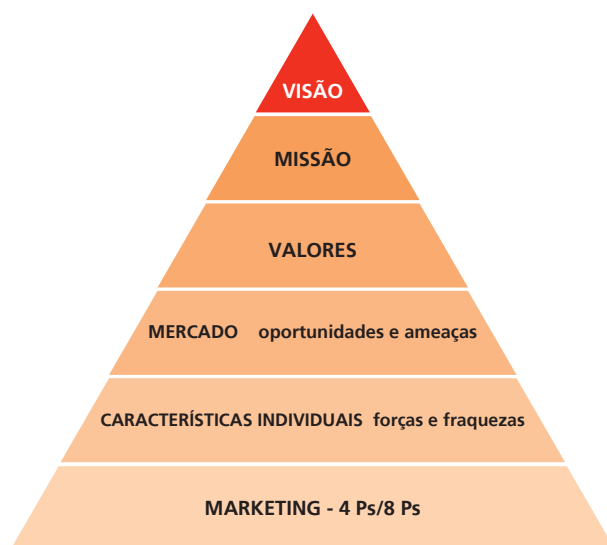 VISÃO
MISSÃO
VALORES
MERCADO oportunidades e ameaças
CARACTERÍSTICAS INDIVIDUAIS forças e fraquezas
MARKETING - 4 Ps/8 Ps